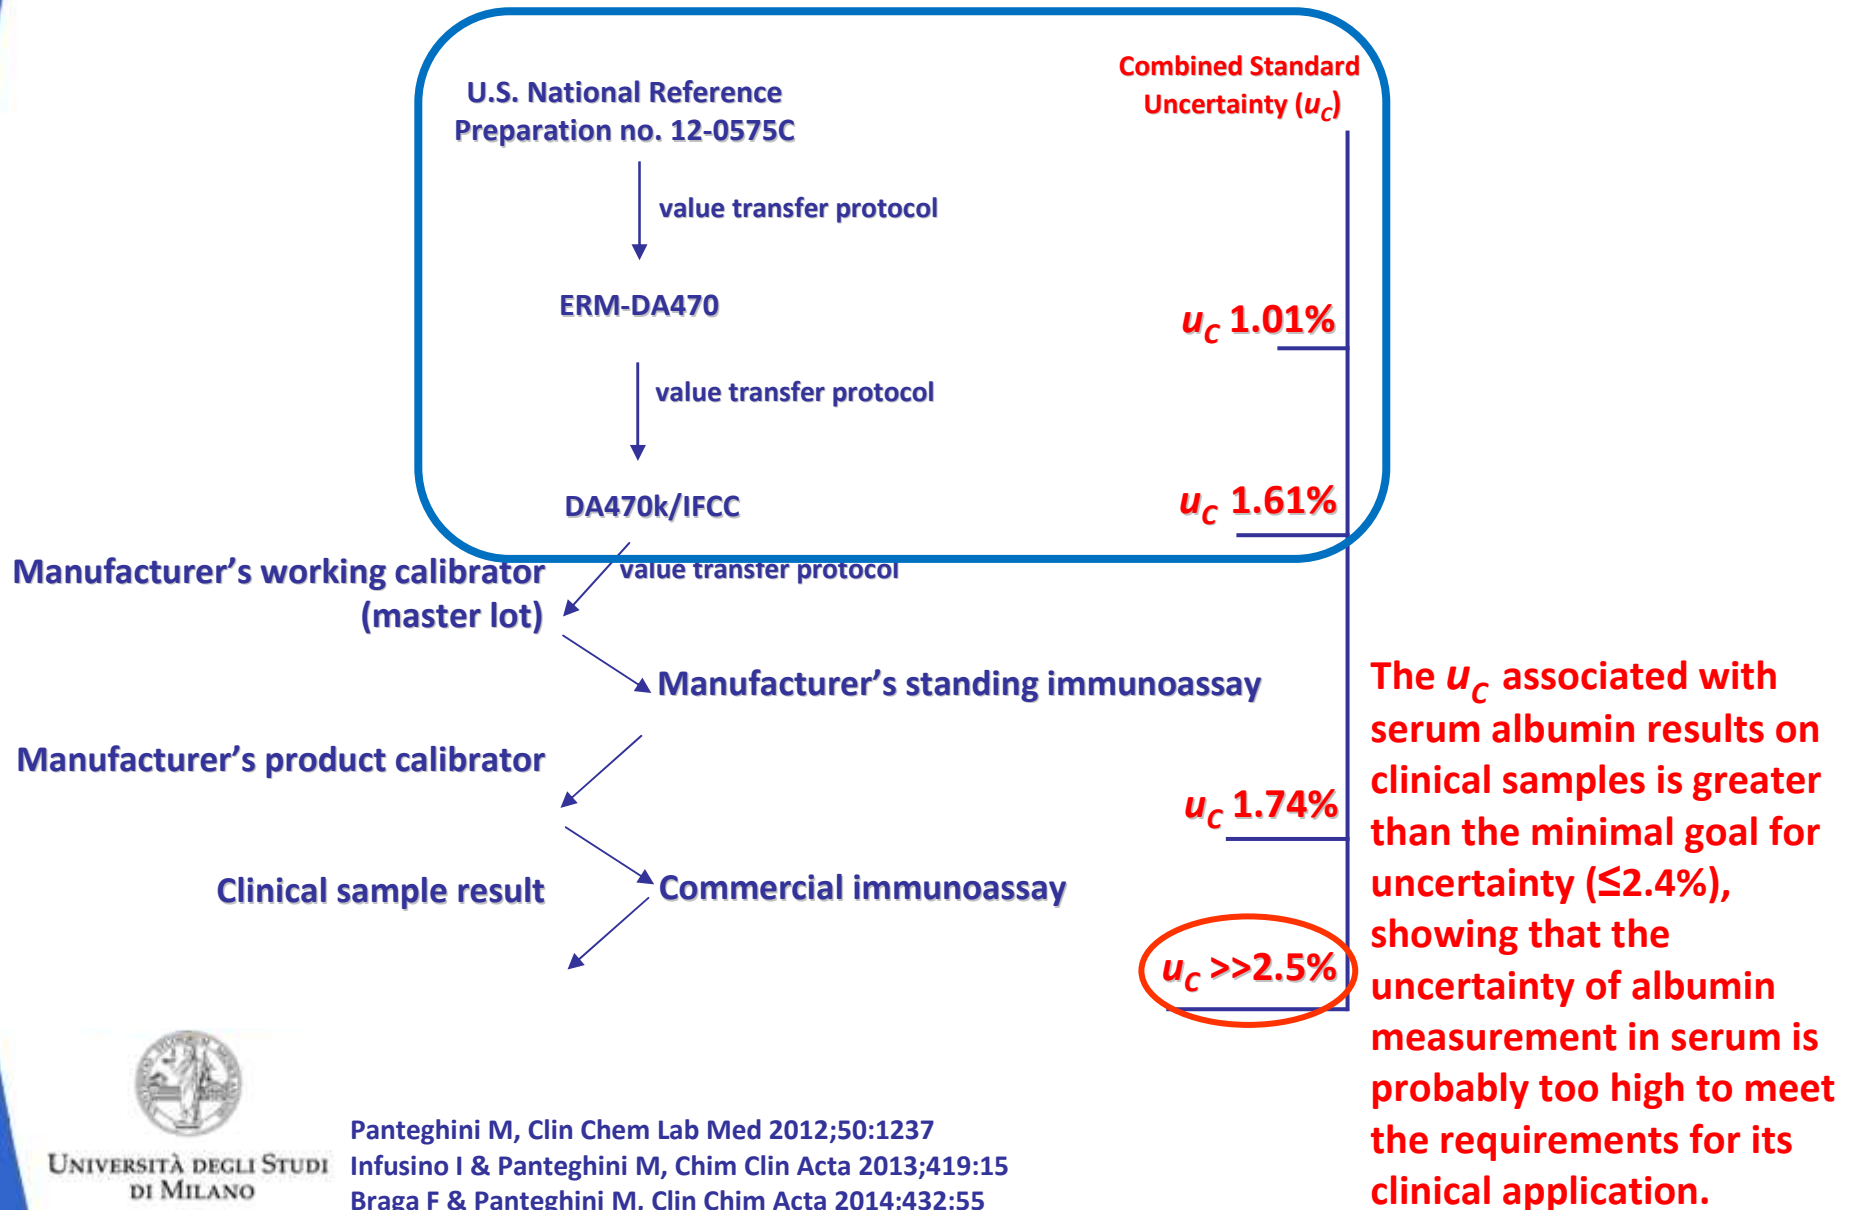 Combined Standard
Uncertainty (uC)
U.S. National Reference
Preparation no. 12-0575C
value transfer protocol
ERM-DA470
uC 1.01%
value transfer protocol
DA470k/IFCC
uC 1.61%
value transfer protocol
Manufacturer’s working calibrator
(master lot)
Manufacturer’s standing immunoassay
Manufacturer’s product calibrator
uC 1.74%
Clinical sample result
Commercial immunoassay
uC >>2.5%
The uC associated with
serum albumin results on
clinical samples is greater
than the minimal goal for
uncertainty (≤2.4%),
showing that the
uncertainty of albumin
measurement in serum is
probably too high to meet
the requirements for its
clinical application.
UNIVERSITÀ DEGLI STUDI
DI MILANO
Panteghini M, Clin Chem Lab Med 2012;50:1237
Infusino I & Panteghini M, Chim Clin Acta 2013;419:15
Braga F & Panteghini M, Clin Chim Acta 2014;432:55